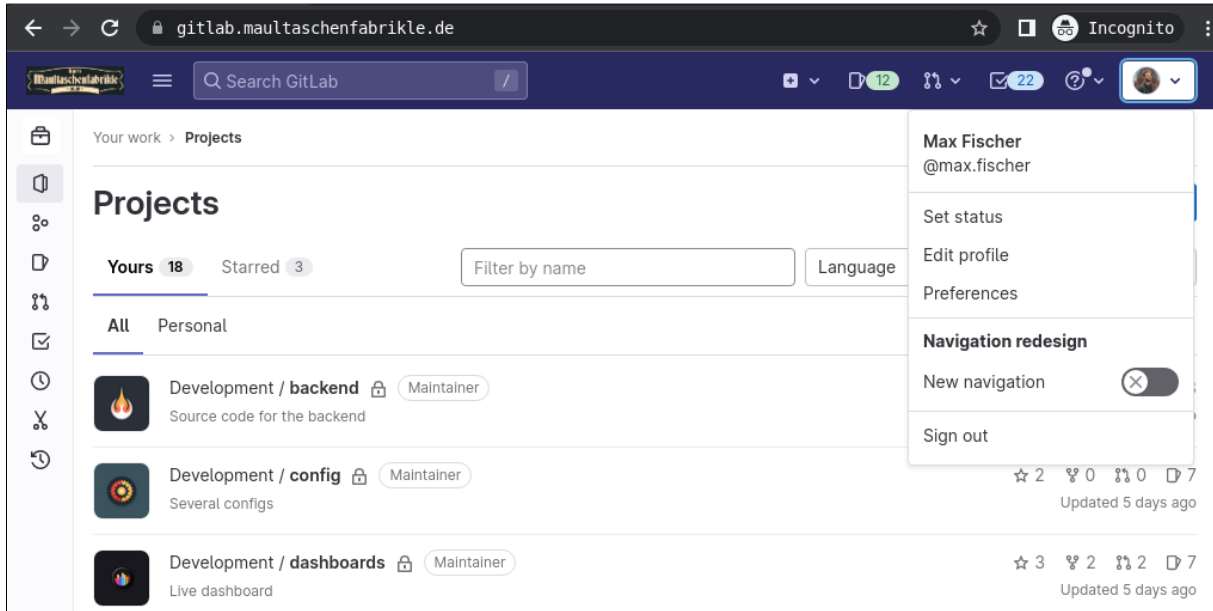 gitlab.maultaschenfabrikle.de
Incognito
Maultaschenfabrikle
Search GitLab
/
12
22
Your work > Projects
Max Fischer
@max.fischer
Projects
Set status
Edit profile
Preferences
Yours 18
Starred 3
Filter by name
Language
All
Personal
Navigation redesign
New navigation
Sign out
Development / backend
Maintainer
Source code for the backend
Development / config
Maintainer
2 0 0 7
Several configs
Updated 5 days ago
Development / dashboards
Maintainer
3 2 2 7
Live dashboard
Updated 5 days ago